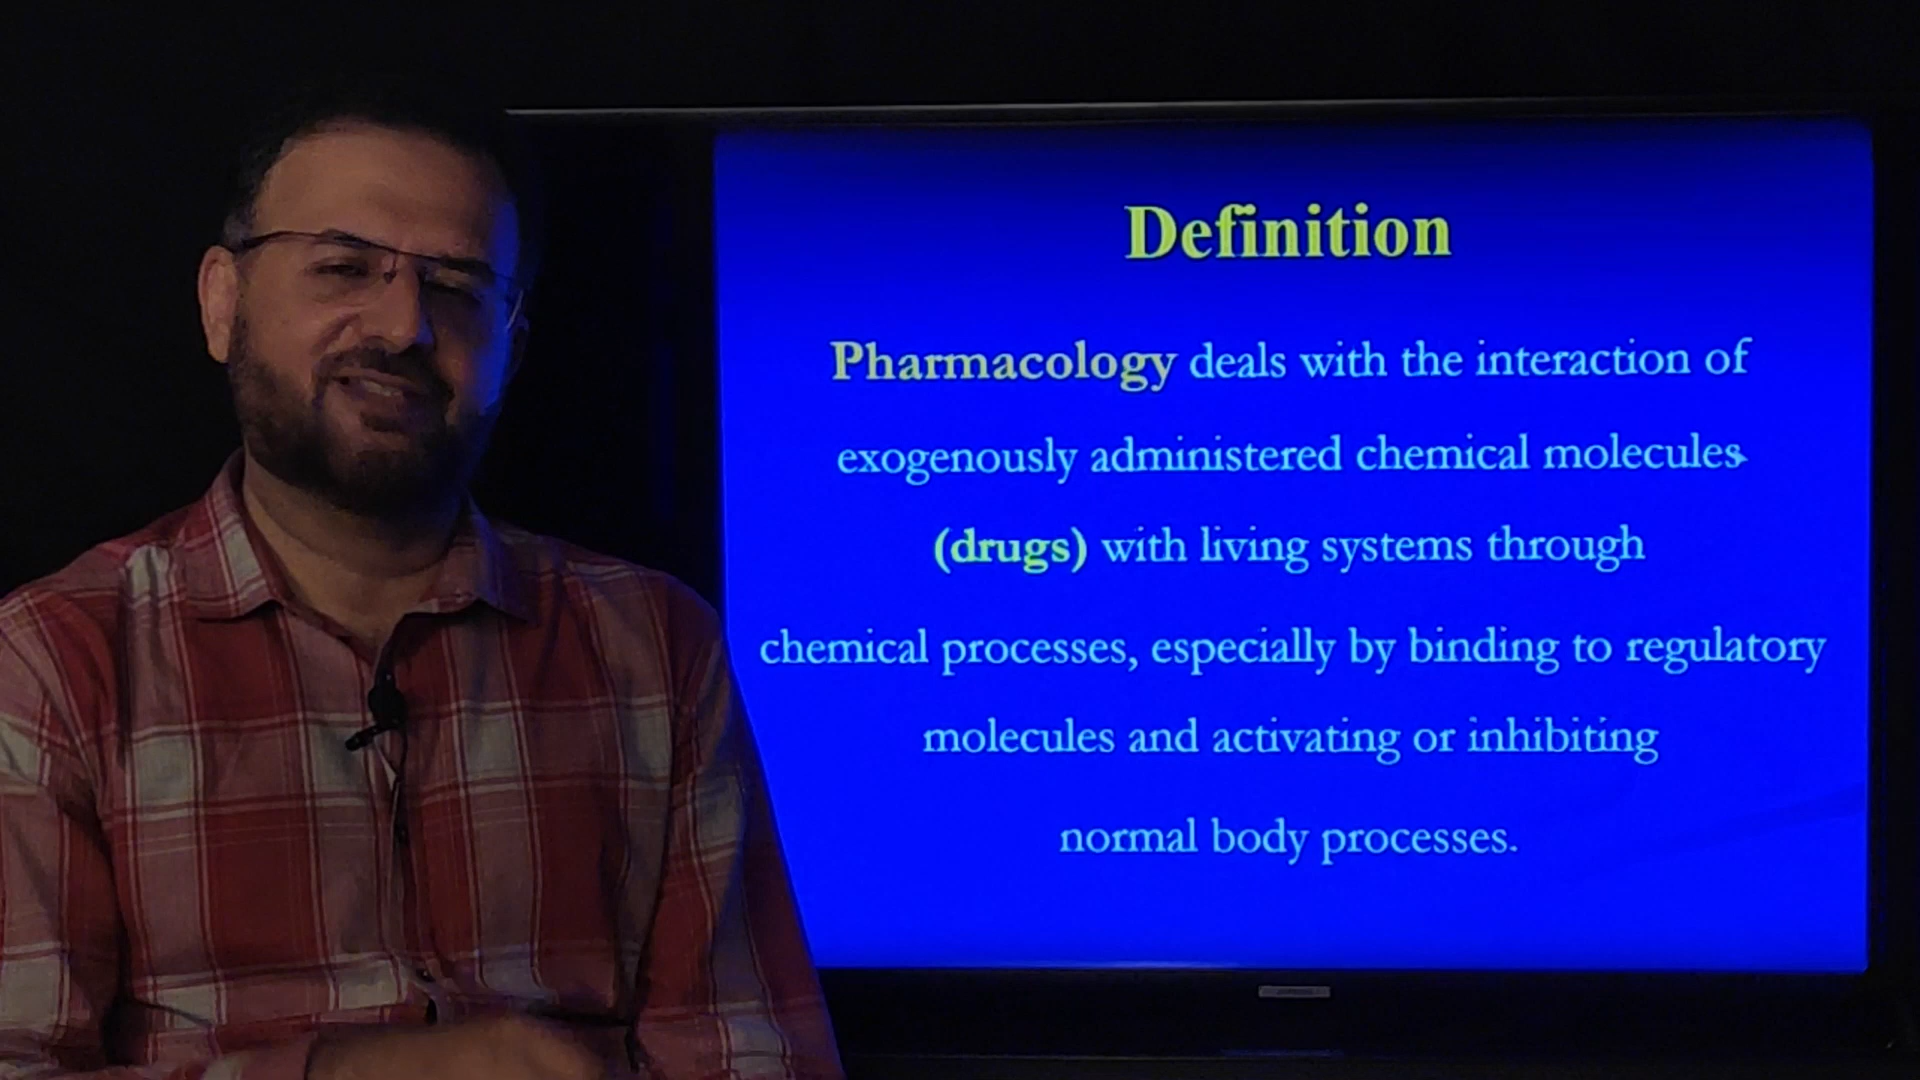 Definition
Pharmacology deals with the interaction of
exogenously administered chemical molecules
(drugs) with living systems through
chemical processes, especially by binding to regulatory
molecules and activating or inhibiting
normal body processes.